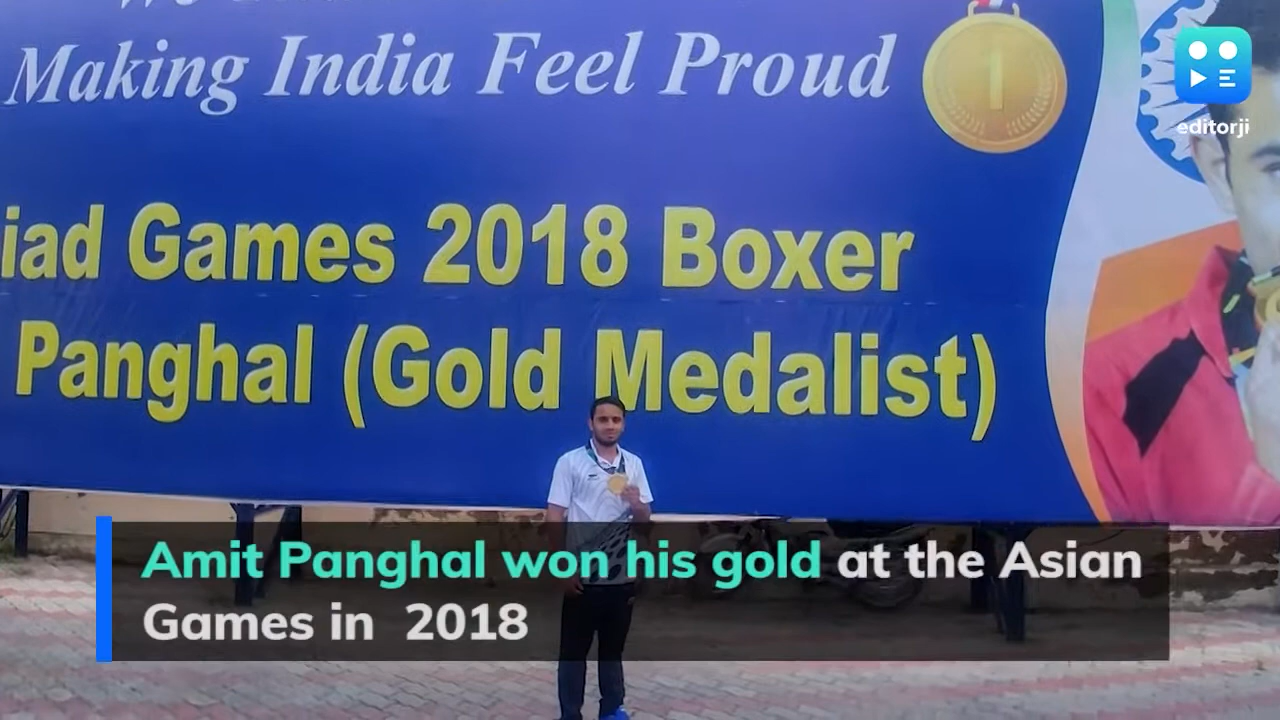 Making India Feel Proud
1
editorji
iad Games 2018 Boxer
Panghal (Gold Medalist)
Amit Panghal won his gold at the Asian
Games in 2018